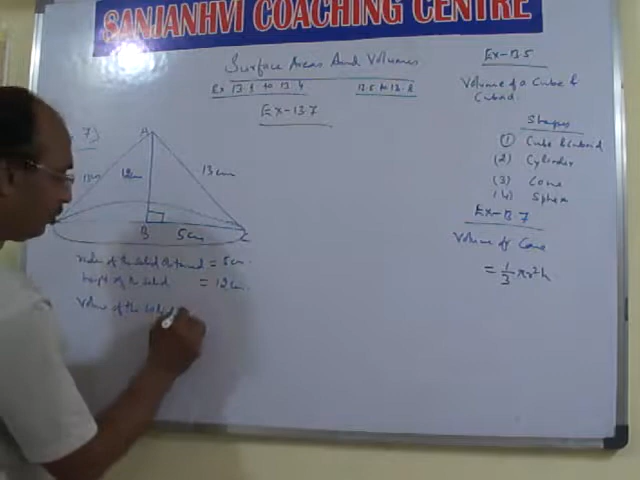 SANJANHVI COACHING CENTRE
Surface Areas And Volumes
Ex 13.1 to 13.4
13.5 to 13.8
Ex-13.7
7)
A
13cm
12cm
13cm
B
5cm
C
radius of the solid obtained = 5cm.
height of the solid = 12cm.
Volume of the solid
Ex-13.5
Volume of a Cube &
Cuboid.
Shapes
(1) Cube & Cuboid
(2) Cylinder
(3) Cone
(4) Sphere
Ex-13.7
Volume of Cone
= 1/3 πr²h